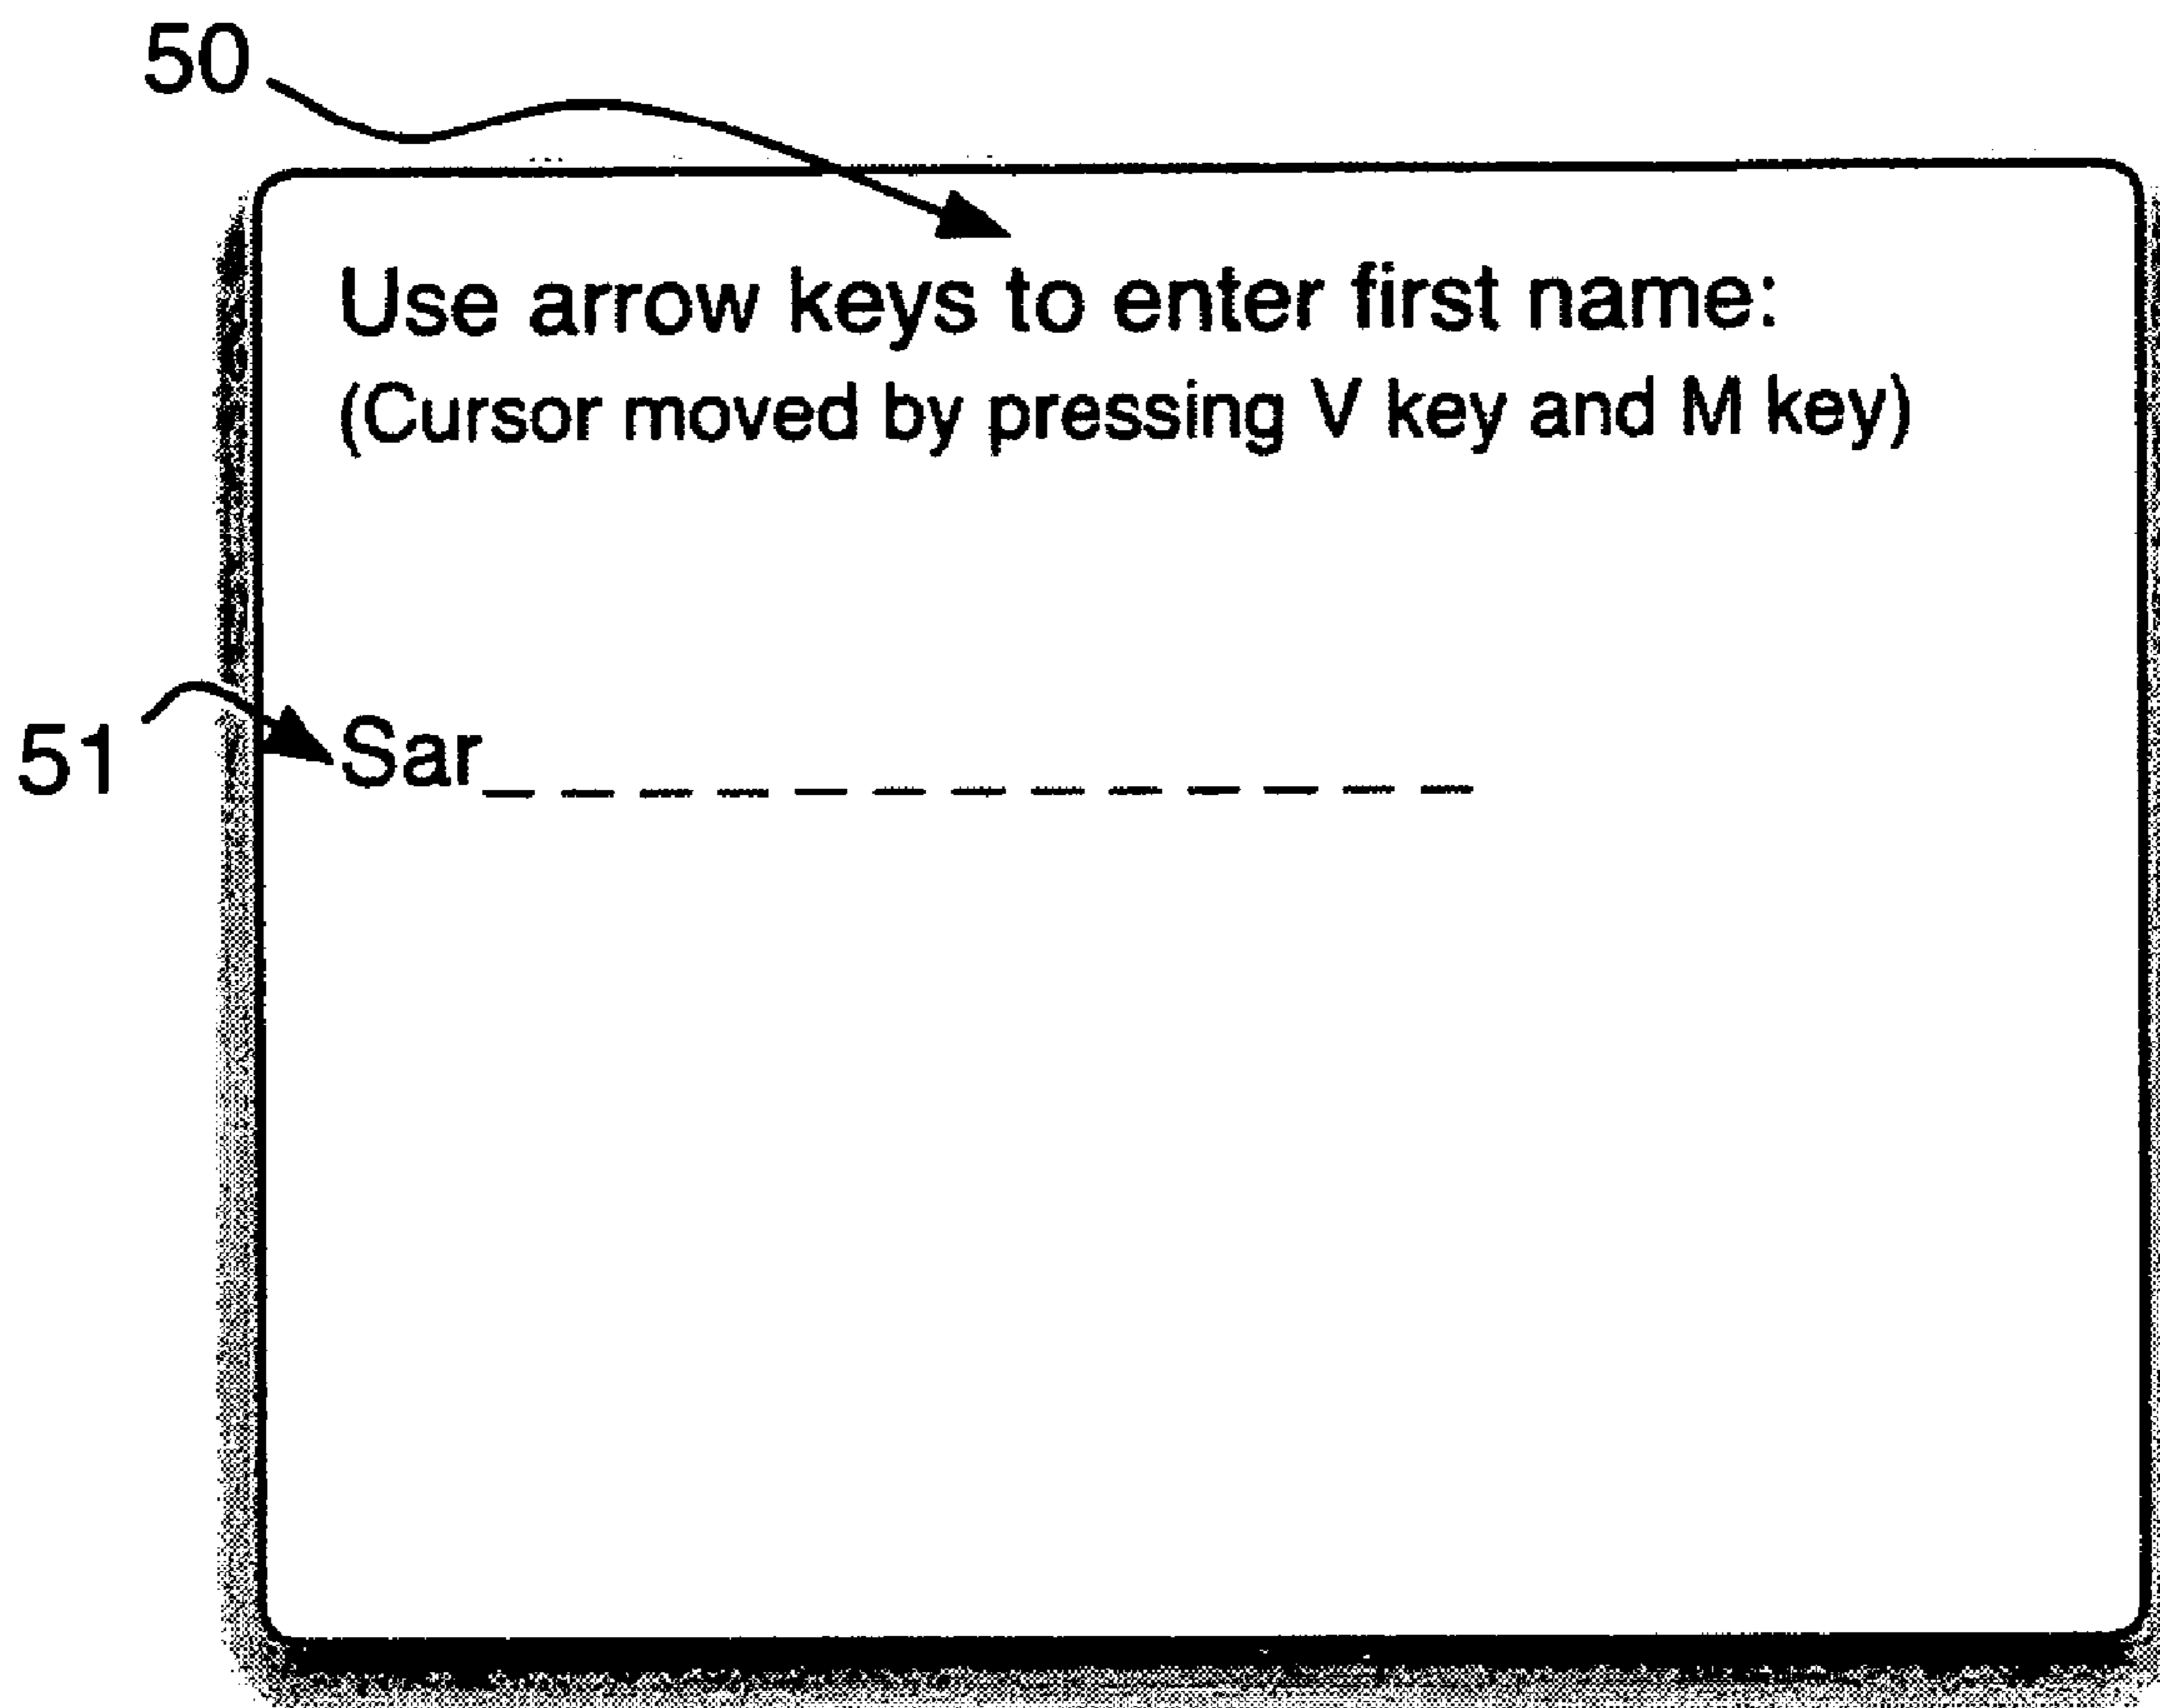 50
Use arrow keys to enter first name:
(Cursor moved by pressing V key and M key)
51
Sar_ _ _ _ _ _ _ _ _ _ _ _ _